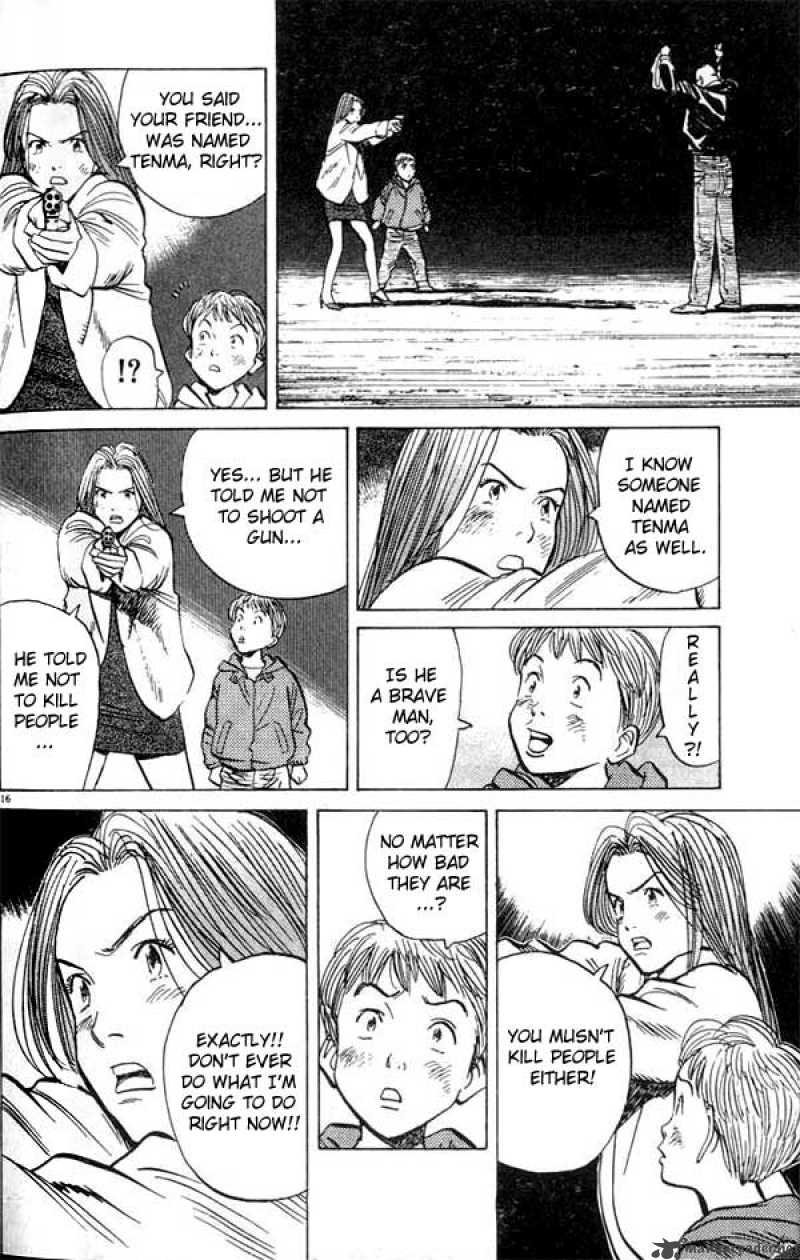 YOU SAID
YOUR FRIEND...
WAS NAMED
TENMA, RIGHT?
!?
I KNOW
SOMEONE
NAMED
TENMA
AS WELL.
REALLY?!
IS HE
A BRAVE
MAN,
TOO?
YES... BUT HE
TOLD ME NOT
TO SHOOT A
GUN...
HE TOLD
ME NOT
TO KILL
PEOPLE
...
16
YOU MUSN'T
KILL PEOPLE
EITHER!
NO MATTER
HOW BAD
THEY ARE
...?
EXACTLY!!
DON'T EVER
DO WHAT I'M
GOING TO DO
RIGHT NOW!!